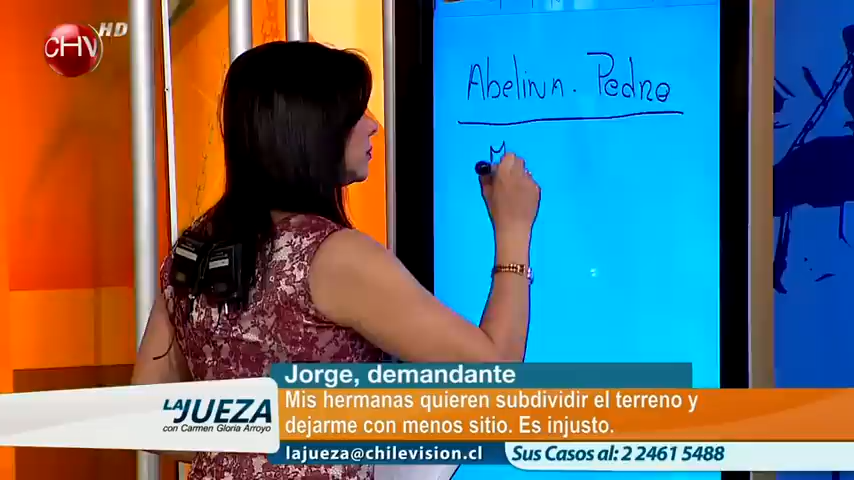 CHV HD
Abelina. Pedro
M
Jorge, demandante
LA JUEZA
con Carmen Gloria Arroyo
Mis hermanas quieren subdividir el terreno y
dejarme con menos sitio. Es injusto.
lajueza@chilevision.cl
Sus Casos al: 2 2461 5488